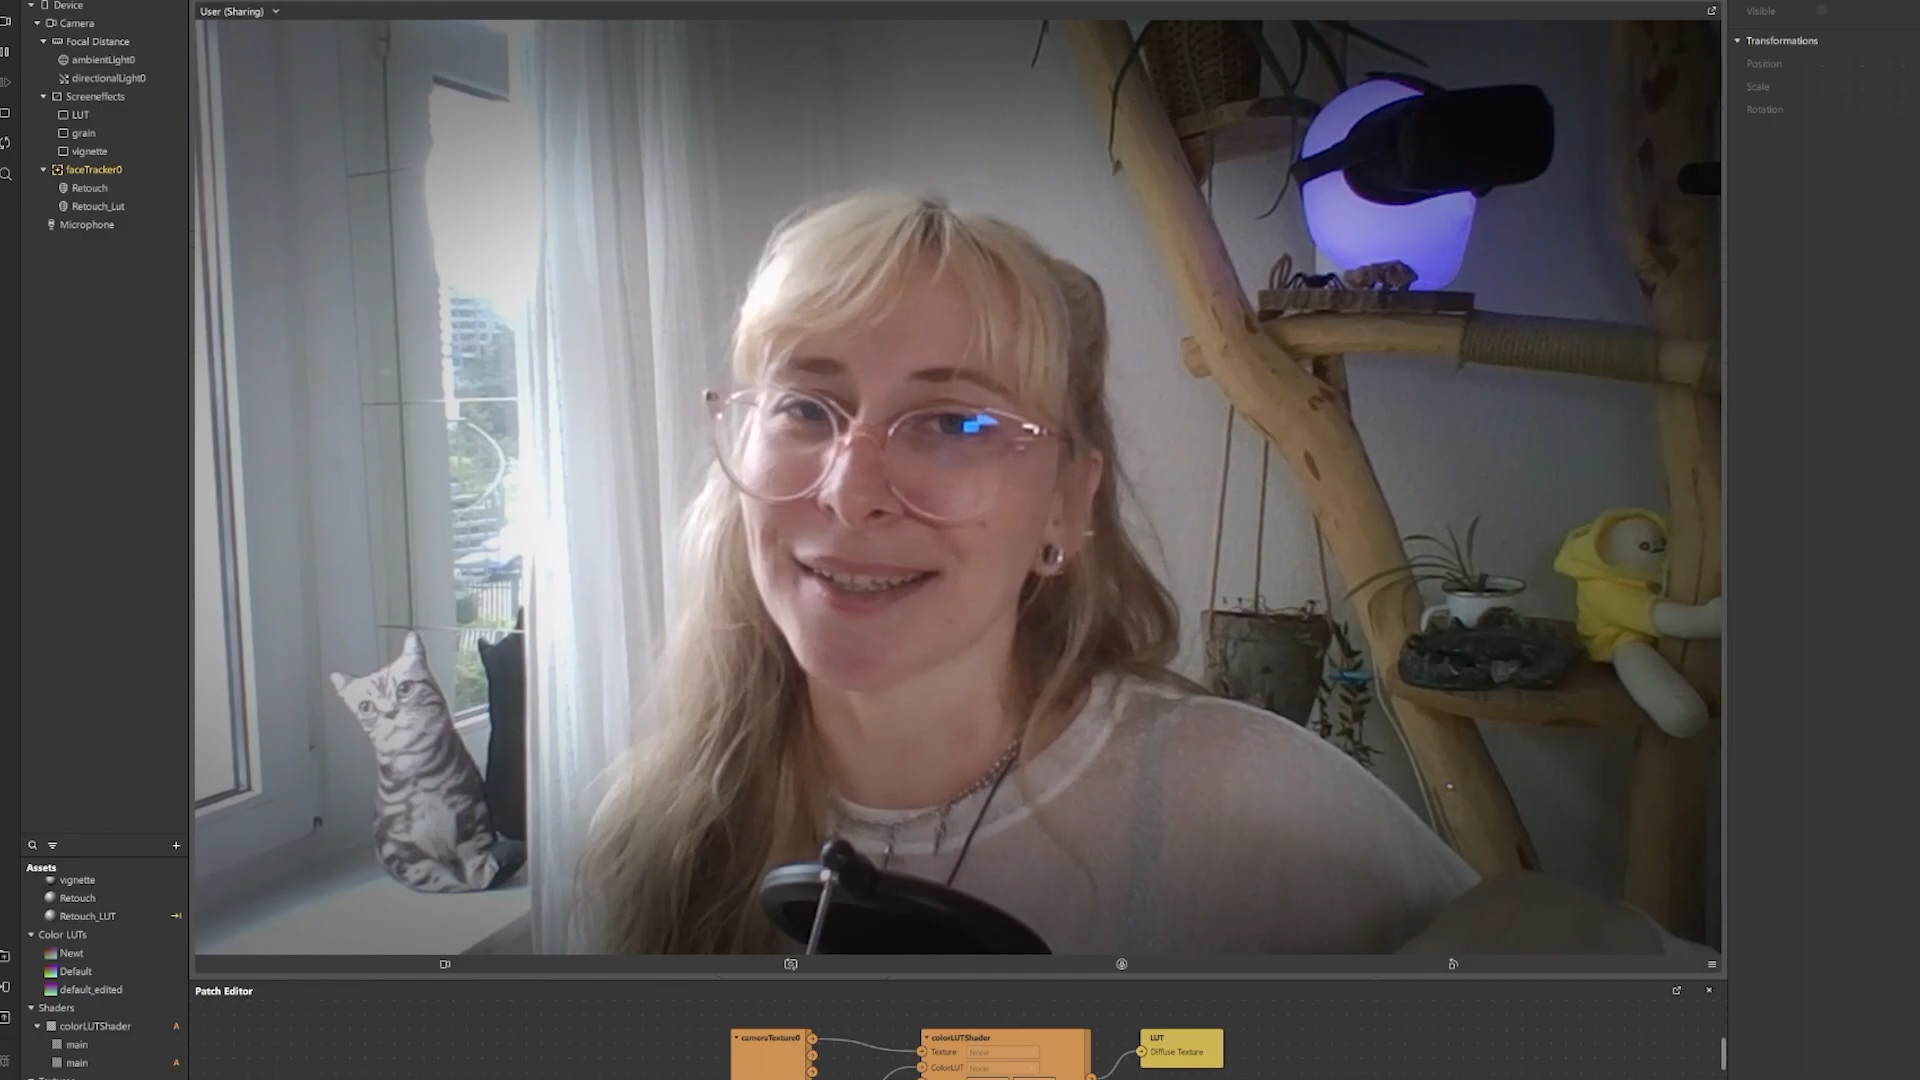 Device
Camera
Focal Distance
ambientLight0
directionalLight0
Screeneffects
LUT
grain
vignette
faceTracker0
Retouch
Retouch_Lut
Microphone
Assets
vignette
Retouch
Retouch_LUT
Color LUTs
Newt
Default
default_edited
Shaders
colorLUTShader A
main
main A
User (Sharing)
Patch Editor
cameraTexture0
colorLUTShader
Texture None
ColorLUT None
LUT
Diffuse Texture
Visible
Transformations
Position
Scale
Rotation